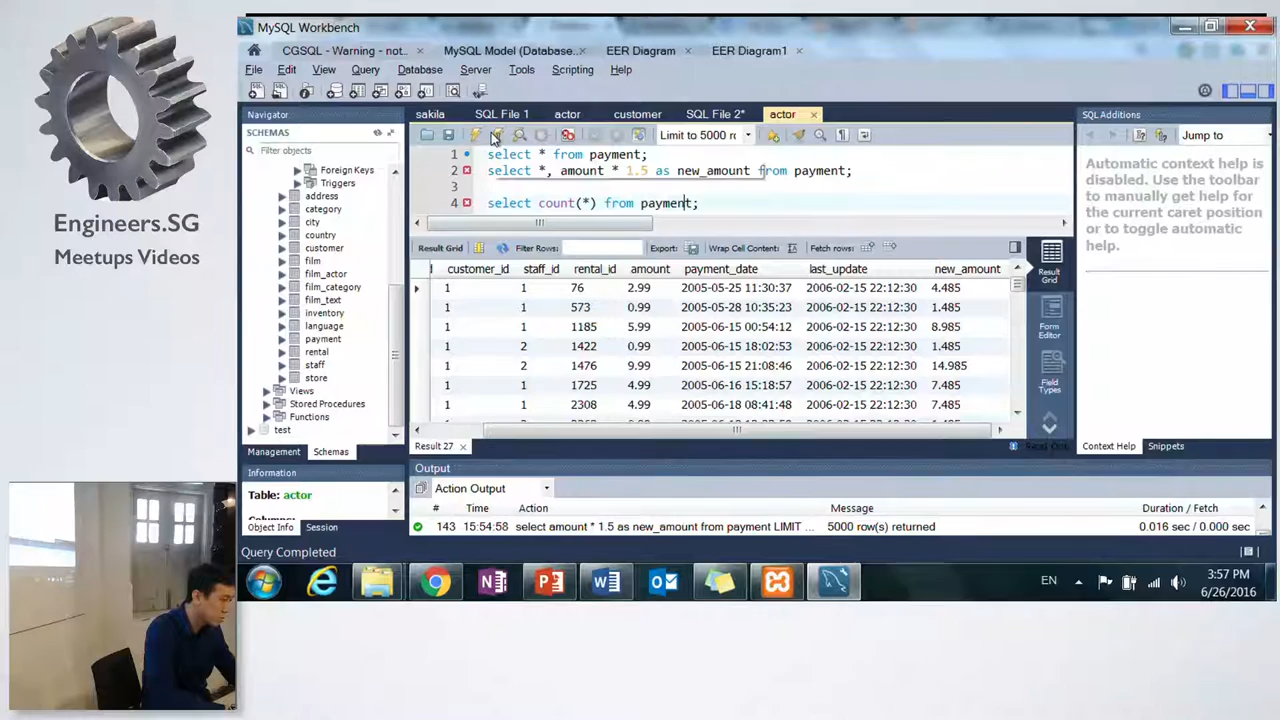 MySQL Workbench
CGSQL - Warning - not... × MySQL Model (Database... × EER Diagram × EER Diagram1 ×
File Edit View Query Database Server Tools Scripting Help
Navigator
SCHEMAS
Filter objects
Foreign Keys
Triggers
address
category
city
country
customer
film
film_actor
film_category
film_text
inventory
language
payment
rental
staff
store
Views
Stored Procedures
Functions
test
Management Schemas
Information
Table: actor
Object Info Session
Query Completed
sakila SQL File 1 actor customer SQL File 2* actor ×
Limit to 5000 rc
1 select * from payment;
2 select *, amount * 1.5 as new_amount from payment;
3
4 select count(*) from payment;
Result Grid Filter Rows: Export: Wrap Cell Content: Fetch rows:
customer_id staff_id rental_id amount payment_date last_update new_amount
1 1 76 2.99 2005-05-25 11:30:37 2006-02-15 22:12:30 4.485
1 1 573 0.99 2005-05-28 10:35:23 2006-02-15 22:12:30 1.485
1 1 1185 5.99 2005-06-15 00:54:12 2006-02-15 22:12:30 8.985
1 2 1422 0.99 2005-06-15 18:02:53 2006-02-15 22:12:30 1.485
1 2 1476 9.99 2005-06-15 21:08:46 2006-02-15 22:12:30 14.985
1 1 1725 4.99 2005-06-16 15:18:57 2006-02-15 22:12:30 7.485
1 1 2308 4.99 2005-06-18 08:41:48 2006-02-15 22:12:30 7.485
Result 27 ×
Result
Grid
Form
Editor
Field
Types
Output
Action Output
# Time Action Message Duration / Fetch
143 15:54:58 select amount * 1.5 as new_amount from payment LIMIT ... 5000 row(s) returned 0.016 sec / 0.000 sec
SQL Additions
Jump to
Automatic context help is
disabled. Use the toolbar
to manually get help for
the current caret position
or to toggle automatic
help.
Context Help Snippets
EN
3:57 PM
6/26/2016
Engineers.SG
Meetups Videos